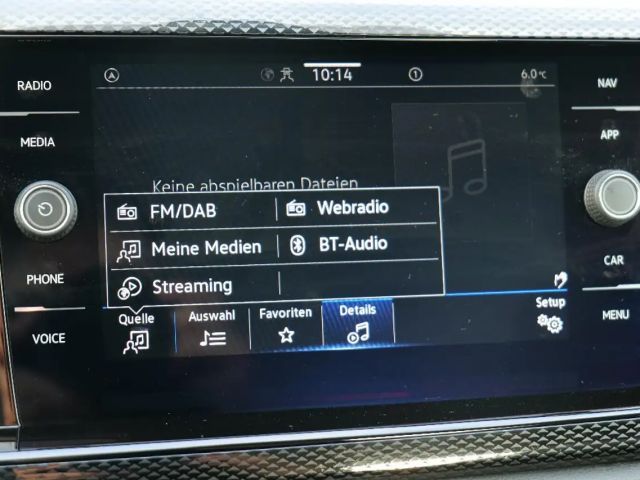 RADIO
MEDIA
PHONE
VOICE
10:14
1
6.0 °C
Keine abspielbaren Dateien
FM/DAB
Webradio
Meine Medien
BT-Audio
Streaming
Quelle
Auswahl
Favoriten
Details
Setup
NAV
APP
CAR
MENU